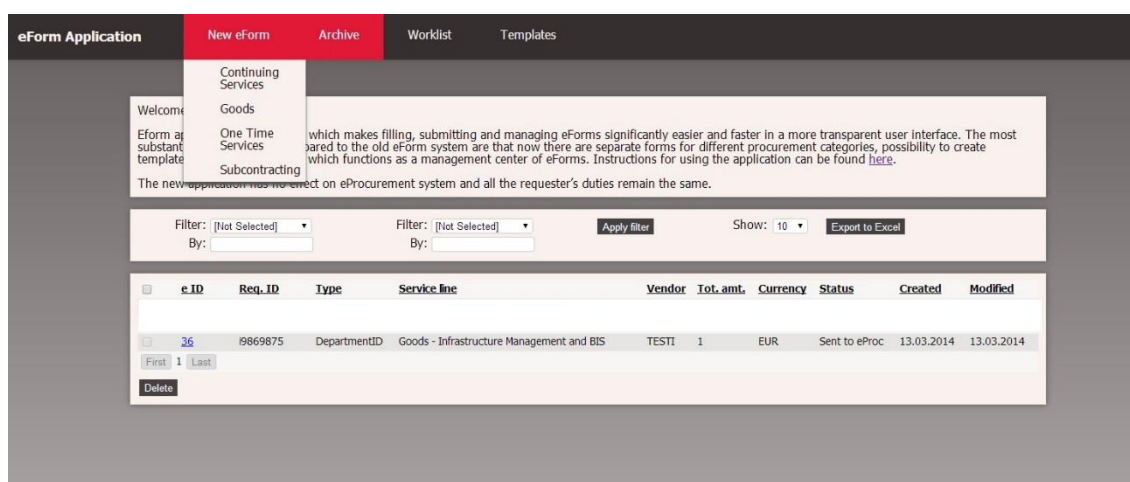 eForm Application New eForm Archive Worklist Templates
Continuing
Services
Goods
One Time
Services
Subcontracting
Welcome
Eform which makes filling, submitting and managing eForms significantly easier and faster in a more transparent user interface. The most
substant pared to the old eForm system are that now there are separate forms for different procurement categories, possibility to create
template which functions as a management center of eForms. Instructions for using the application can be found here.
The new application has no effect on eProcurement system and all the requester's duties remain the same.
Filter: [Not Selected] Filter: [Not Selected] Apply filter Show: 10 Export to Excel
By: By:
e ID Req. ID Type Service line Vendor Tot. amt. Currency Status Created Modified
36 i9869875 DepartmentID Goods - Infrastructure Management and BIS TESTI 1 EUR Sent to eProc 13.03.2014 13.03.2014
First 1 Last
Delete